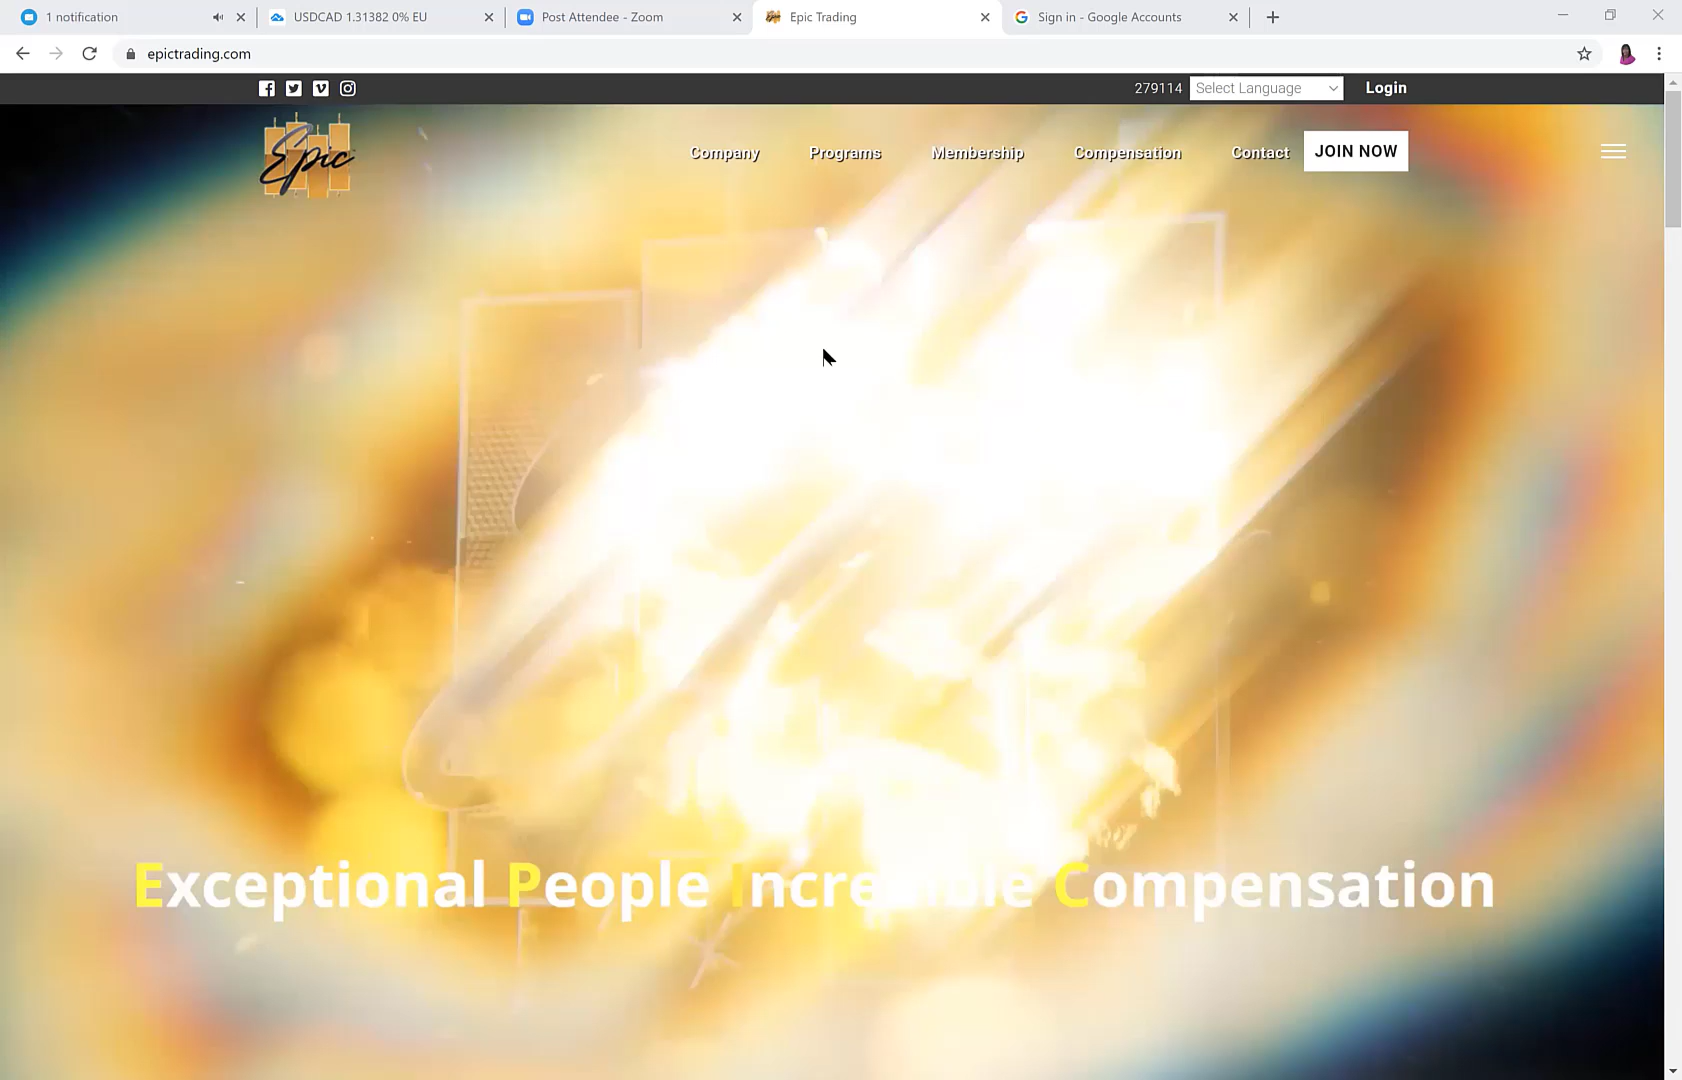 1 notification
USDCAD 1.31382 0% EU
Post Attendee - Zoom
Epic Trading
Sign in - Google Accounts
epictrading.com
279114
Select Language
Login
Epic
Company
Programs
Membership
Compensation
Contact
JOIN NOW
Exceptional People Incredible Compensation